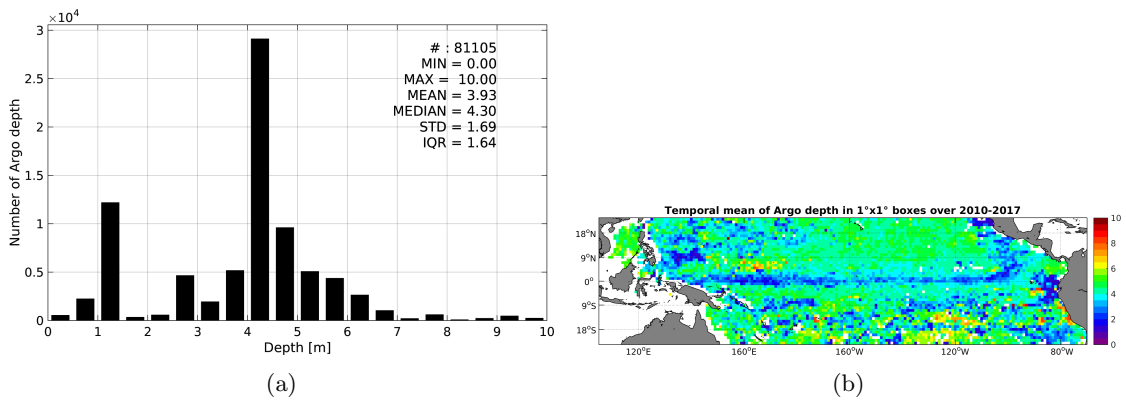 ×10⁴
3
2.5
2
1.5
1
0.5
0
0 1 2 3 4 5 6 7 8 9 10
Number of Argo depth
Depth [m]
# : 81105
MIN = 0.00
MAX = 10.00
MEAN = 3.93
MEDIAN = 4.30
STD = 1.69
IQR = 1.64
(a)
Temporal mean of Argo depth in 1°x1° boxes over 2010-2017
18°N
9°N
0°
9°S
18°S
120°E 160°E 160°W 120°W 80°W
10
8
6
4
2
0
(b)